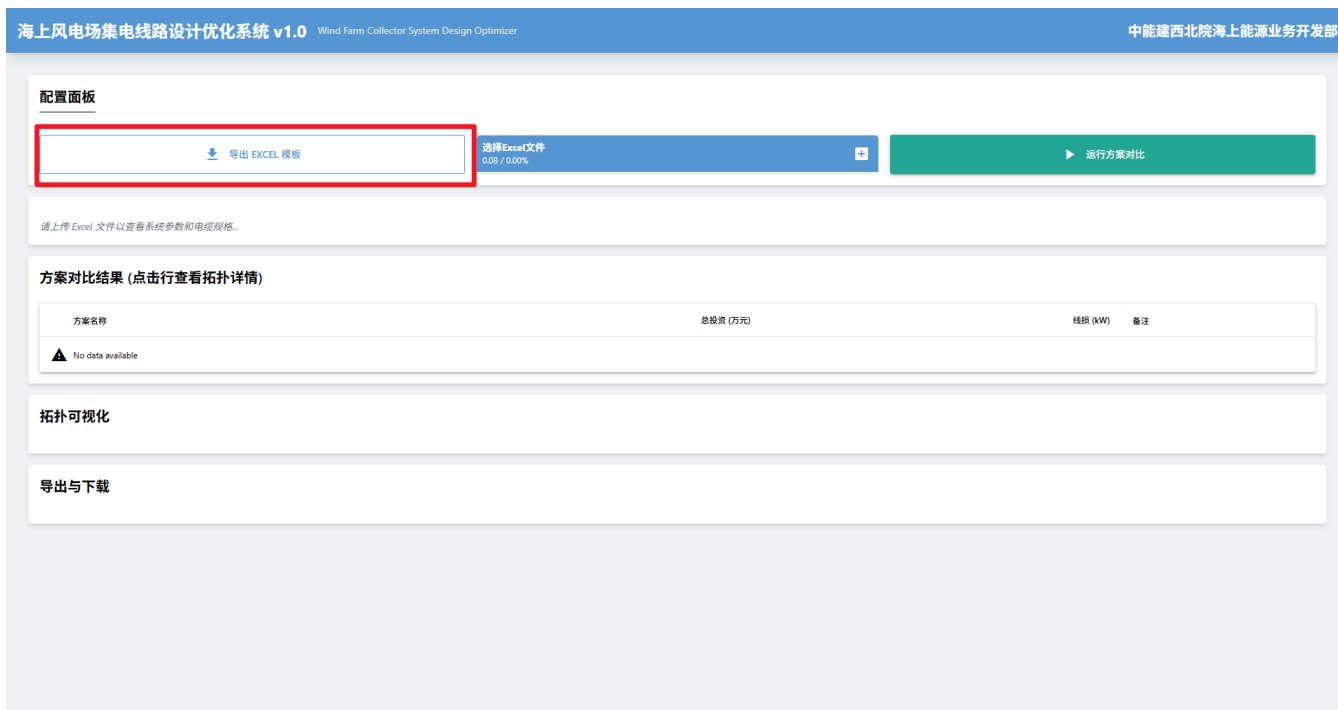 海上风电场集电线路设计优化系统 v1.0 Wind Farm Collector System Design Optimizer 中能建西北院海上能源业务开发部
配置面板
导出 EXCEL 模板
选择Excel文件
0.0B / 0.00%
运行方案对比
请上传 Excel 文件以查看系统参数和电缆规格...
方案对比结果 (点击行查看拓扑详情)
方案名称 总投资 (万元) 线损 (kW) 备注
No data available
拓扑可视化
导出与下载